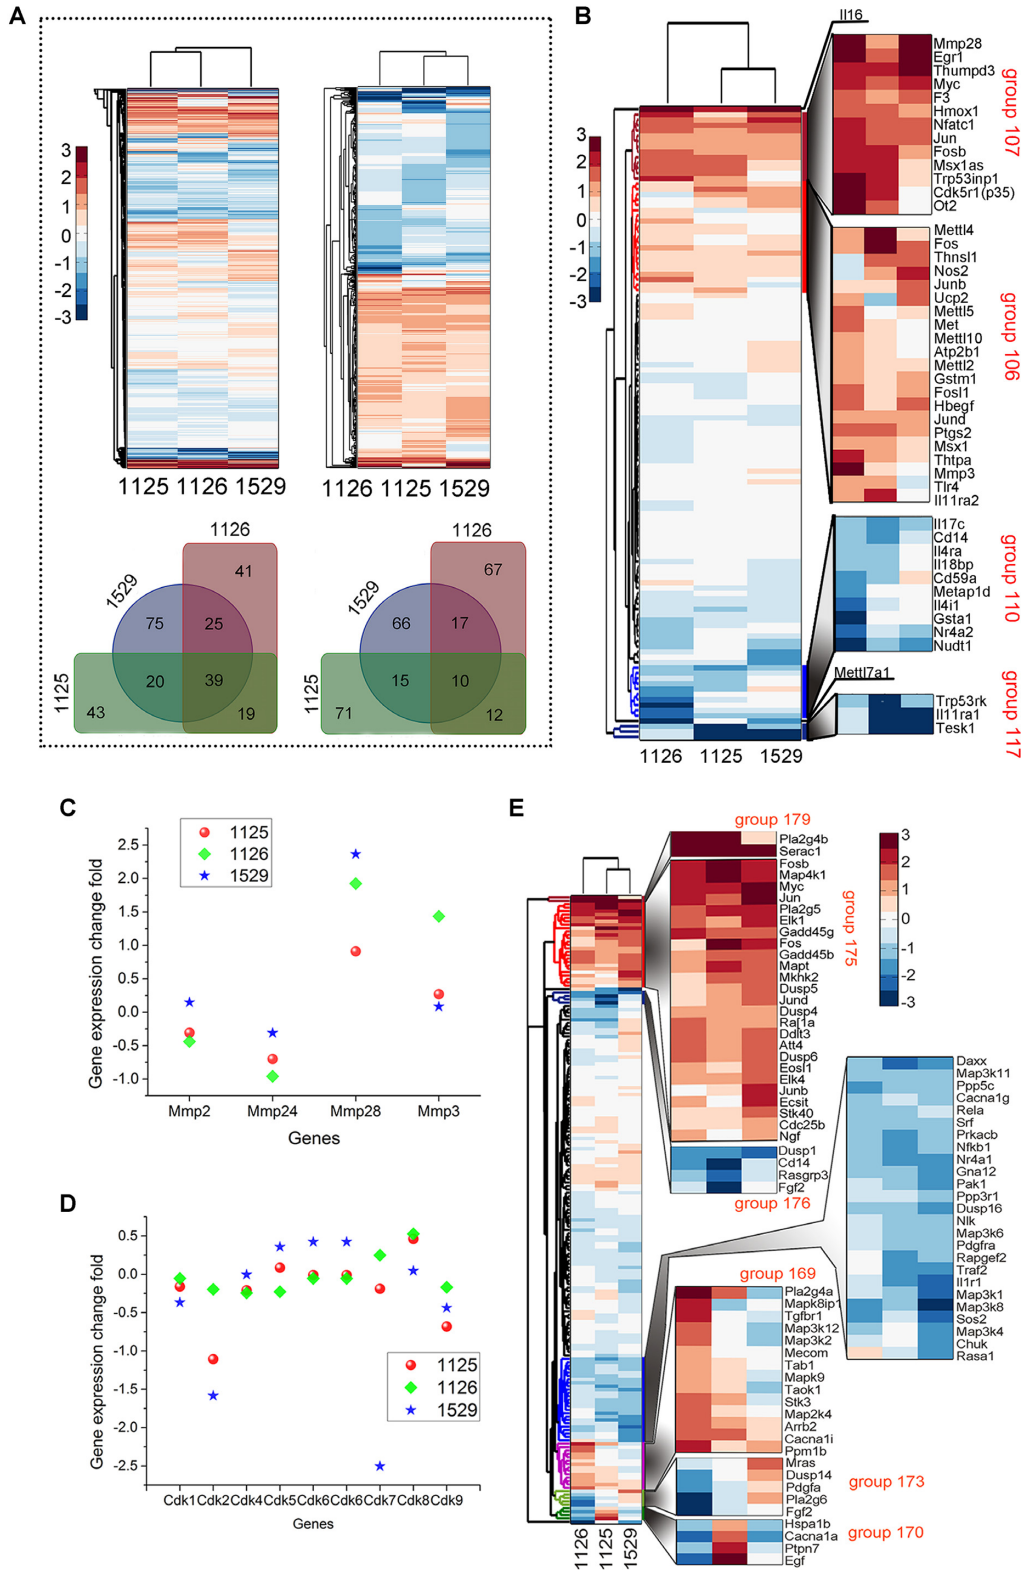 A
3
2
1
0
-1
-2
-3
1125 1126 1529
1126 1125 1529
1126
1529
1125
41
75
25
20
39
43
19
1126
1529
1125
67
66
17
15
10
71
12
B
3
2
1
0
-1
-2
-3
1126 1125 1529
Il16
Mmp28
Egr1
Thumpd3
Myc
F3
Hmox1
Nfatc1
Jun
Fosb
Msx1as
Trp53inp1
Cdk5r1(p35)
Ot2
group 107
Mettl4
Fos
Thnsl1
Nos2
Junb
Ucp2
Mettl5
Met
Mettl10
Atp2b1
Mettl2
Gstm1
Fosl1
Hbegf
Jund
Ptgs2
Msx1
Thtpa
Mmp3
Tlr4
Il11ra2
group 106
Il17c
Cd14
Il4ra
Il18bp
Cd59a
Metap1d
Il4i1
Gsta1
Nr4a2
Nudt1
group 110
Mettl7a1
Trp53rk
Il11ra1
Tesk1
group 117
C
1125
1126
1529
Gene expression change fold
2.5
2.0
1.5
1.0
0.5
0.0
-0.5
-1.0
Mmp2 Mmp24 Mmp28 Mmp3
Genes
D
Gene expression change fold
0.5
0.0
-0.5
-1.0
-1.5
-2.0
-2.5
1125
1126
1529
Cdk1 Cdk2 Cdk4 Cdk5 Cdk6 Cdk6 Cdk7 Cdk8 Cdk9
Genes
E
3
2
1
0
-1
-2
-3
1126
1125
1529
group 179
Pla2g4b
Serac1
Fosb
Map4k1
Myc
Jun
Pla2g5
Elk1
Gadd45g
Fos
Gadd45b
Mapt
Mkhk2
Dusp5
Jund
Dusp4
Raf1a
Ddit3
Att4
Dusp6
Eosl1
Elk4
Junb
Ecsit
Stk40
Cdc25b
Ngf
group 175
Dusp1
Cd14
Rasgrp3
Fgf2
group 176
Daxx
Map3k11
Ppp5c
Cacna1g
Rela
Srf
Prkacb
Nfkb1
Nr4a1
Gna12
Pak1
Ppp3r1
Dusp16
Nlk
Map3k6
Pdgfra
Rapgef2
Traf2
Il1r1
Map3k1
Map3k8
Sos2
Map3k4
Chuk
Rasa1
group 169
Pla2g4a
Mapk8ip1
Tgfbr1
Map3k12
Map3k2
Mecom
Tab1
Mapk9
Taok1
Stk3
Map2k4
Arrb2
Cacna1i
Ppm1b
Mras
Dusp14
Pdgfa
Pla2g6
Fgf2
group 173
Hspa1b
Cacna1a
Ptpn7
Egf
group 170